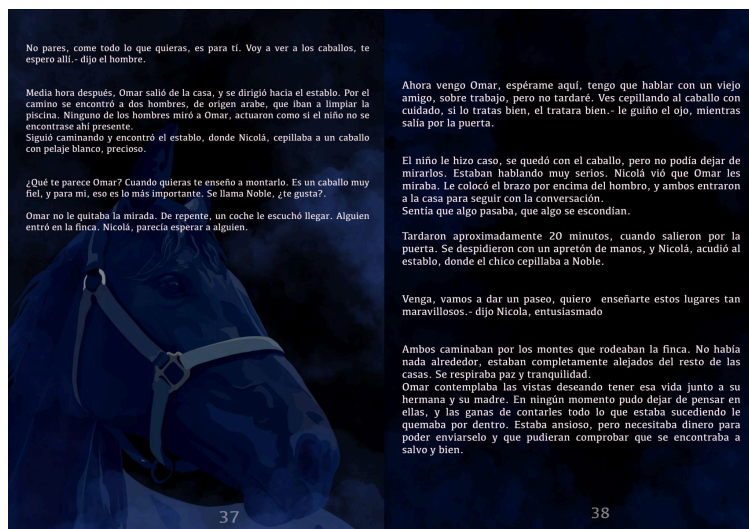 No pares, come todo lo que quieras, es para tí. Voy a ver a los caballos, te
espero allí.- dijo el hombre.
Media hora después, Omar salió de la casa, y se dirigió hacia el establo. Por el
camino se encontró a dos hombres, de origen arabe, que iban a limpiar la
piscina. Ninguno de los hombres miró a Omar, actuaron como si el niño no se
encontrase ahí presente.
Siguió caminando y encontró el establo, donde Nicolá, cepillaba a un caballo
con pelaje blanco, precioso.
¿Qué te parece Omar? Cuando quieras te enseño a montarlo. Es un caballo muy
fiel, y para mi, eso es lo más importante. Se llama Noble, ¿te gusta?.
Omar no le quitaba la mirada. De repente, un coche le escuchó llegar. Alguien
entró en la finca. Nicolá, parecía esperar a alguien.
37
Ahora vengo Omar, espérame aquí, tengo que hablar con un viejo
amigo, sobre trabajo, pero no tardaré. Ves cepillando al caballo con
cuidado, si lo tratas bien, el tratara bien.- le guiño el ojo, mientras
salía por la puerta.
El niño le hizo caso, se quedó con el caballo, pero no podía dejar de
mirarlos. Estaban hablando muy serios. Nicolá vió que Omar les
miraba. Le colocó el brazo por encima del hombro, y ambos entraron
a la casa para seguir con la conversación.
Sentía que algo pasaba, que algo se escondían.
Tardaron aproximadamente 20 minutos, cuando salieron por la
puerta. Se despidieron con un apretón de manos, y Nicolá, acudió al
establo, donde el chico cepillaba a Noble.
Venga, vamos a dar un paseo, quiero enseñarte estos lugares tan
maravillosos.- dijo Nicola, entusiasmado
Ambos caminaban por los montes que rodeaban la finca. No había
nada alrededor, estaban completamente alejados del resto de las
casas. Se respiraba paz y tranquilidad.
Omar contemplaba las vistas deseando tener esa vida junto a su
hermana y su madre. En ningún momento pudo dejar de pensar en
ellas, y las ganas de contarles todo lo que estaba sucediendo le
quemaba por dentro. Estaba ansioso, pero necesitaba dinero para
poder enviarselo y que pudieran comprobar que se encontraba a
salvo y bien.
38